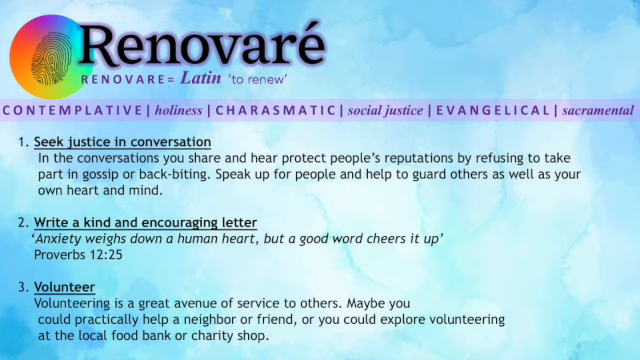 Renovaré
RENOVARE= Latin ‘to renew’
CONTEMPLATIVE | holiness | CHARASMATIC | social justice | EVANGELICAL | sacramental
1. Seek justice in conversation
In the conversations you share and hear protect people’s reputations by refusing to take
part in gossip or back-biting. Speak up for people and help to guard others as well as your
own heart and mind.
2. Write a kind and encouraging letter
‘Anxiety weighs down a human heart, but a good word cheers it up’
Proverbs 12:25
3. Volunteer
Volunteering is a great avenue of service to others. Maybe you
could practically help a neighbor or friend, or you could explore volunteering
at the local food bank or charity shop.